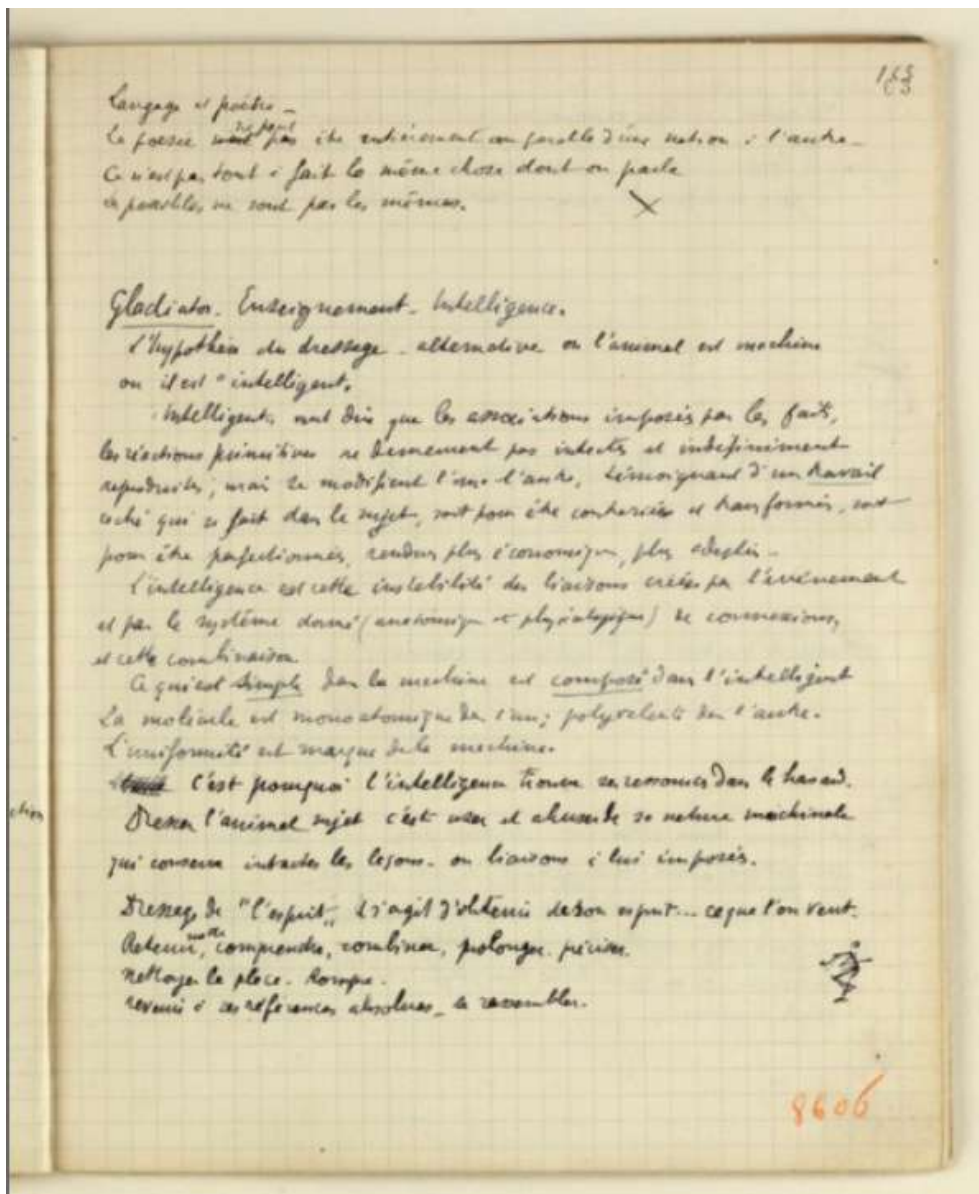 165
Langage et poésie –
La poésie ne peut pas être entièrement comparable d'une nation à l'autre –
Ce n'est pas tout à fait la même chose dont on parle
Les possibles ne sont pas les mêmes.
Gladiator. Enseignement – Intelligence.
L'hypothèse du dressage – alternative ou l'animal est machine
ou il est "intelligent.
Intelligent, veut dire que les associations imposées par les faits,
les réactions primitives ne demeurent pas intactes et indéfiniment
reproduites; mais se modifient l'une l'autre, témoignant d'un travail
caché qui se fait dans le sujet, soit pour être contrariées et transformées, soit
pour être perfectionnées, rendues plus économiques, plus adaptées –
L'intelligence est cette instabilité des liaisons créées par l'événement
et par le système donné (anatomique et physiologique) de connexions,
et cette combinaison
Ce qui est simple dans la machine est composé dans l'intelligent
La molécule est monoatomique dans l'un; polyvalente dans l'autre.
L'uniformité est marque de la machine.
C'est pourquoi l'intelligence trouve ses ressources dans le hasard.
Dresser l'animal sujet c'est user et abuser de sa nature machinale
qui conserve intactes les leçons – ou liaisons à lui imposées.
Dressage de "l'esprit„ Il s'agit d'obtenir de son esprit... ce que l'on veut.
Retenir, comprendre, combiner, prolonger. préciser.
nettoyer la place. Rompre.
revenir à ces références absolues – se rassembler.
ction
8606